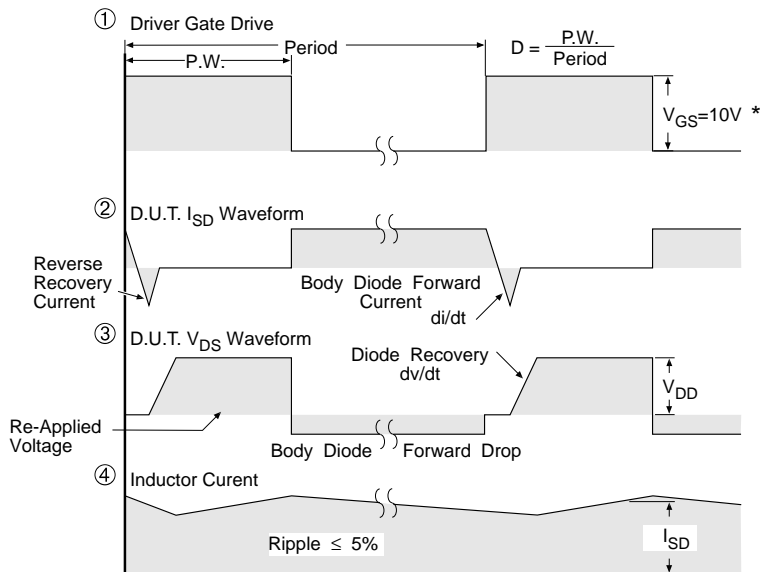 ① Driver Gate Drive
P.W.
Period
D = P.W.
Period
VGS=10V *
② D.U.T. ISD Waveform
Reverse
Recovery
Current
Body Diode Forward
Current
di/dt
③ D.U.T. VDS Waveform
Diode Recovery
dv/dt
VDD
Re-Applied
Voltage
Body Diode Forward Drop
④ Inductor Curent
Ripple ≤ 5%
ISD